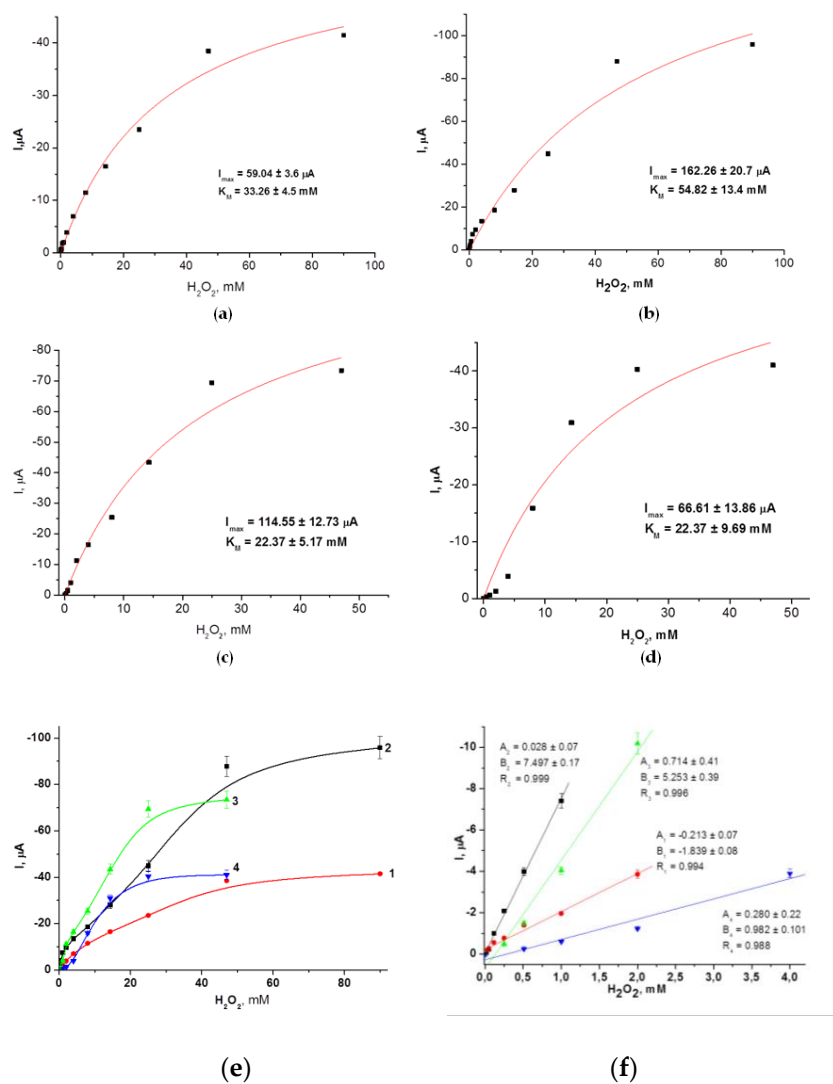 -40
-30
-20
-10
0
I,µA
I_max = 59.04 ± 3.6 µA
K_M = 33.26 ± 4.5 mM
0 20 40 60 80 100
H₂O₂, mM
(a)
-100
-80
-60
-40
-20
0
I, µA
I_max = 162.26 ± 20.7 µA
K_M = 54.82 ± 13.4 mM
0 20 40 60 80 100
H₂O₂, mM
(b)
-80
-70
-60
-50
-40
-30
-20
-10
0
I, µA
I_max = 114.55 ± 12.73 µA
K_M = 22.37 ± 5.17 mM
0 10 20 30 40 50
H₂O₂, mM
(c)
-40
-30
-20
-10
0
I, µA
I_max = 66.61 ± 13.86 µA
K_M = 22.37 ± 9.69 mM
0 10 20 30 40 50
H₂O₂, mM
(d)
-100
-80
-60
-40
-20
0
I, µA
2
3
4
1
0 20 40 60 80
H₂O₂, mM
(e)
-10
-8
-6
-4
-2
0
I, µA
A₂ = 0.028 ± 0.07
B₂ = 7.497 ± 0.17
R₂ = 0.999
A₃ = 0.714 ± 0.41
B₃ = 5.253 ± 0.39
R₃ = 0.996
A₁ = -0.213 ± 0.07
B₁ = -1.839 ± 0.08
R₁ = 0.994
A₄ = 0.280 ± 0.22
B₄ = 0.982 ± 0.101
R₄ = 0.988
0,0 0,5 1,0 1,5 2,0 2,5 3,0 3,5 4,0
H₂O₂, mM
(f)